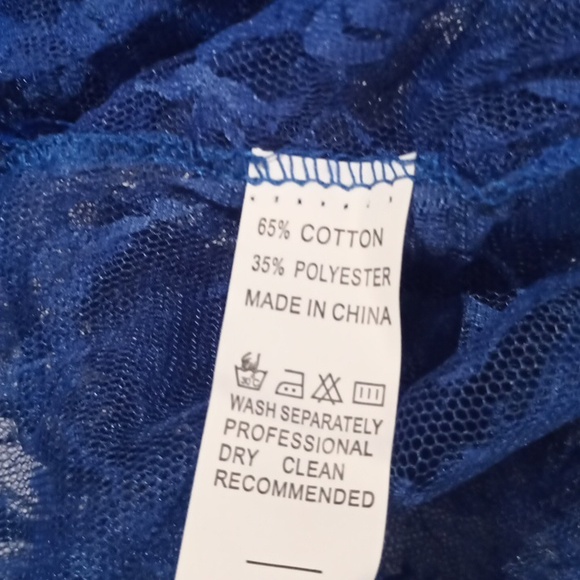 65% COTTON
35% POLYESTER
MADE IN CHINA
WASH SEPARATELY
PROFESSIONAL
DRY CLEAN
RECOMMENDED